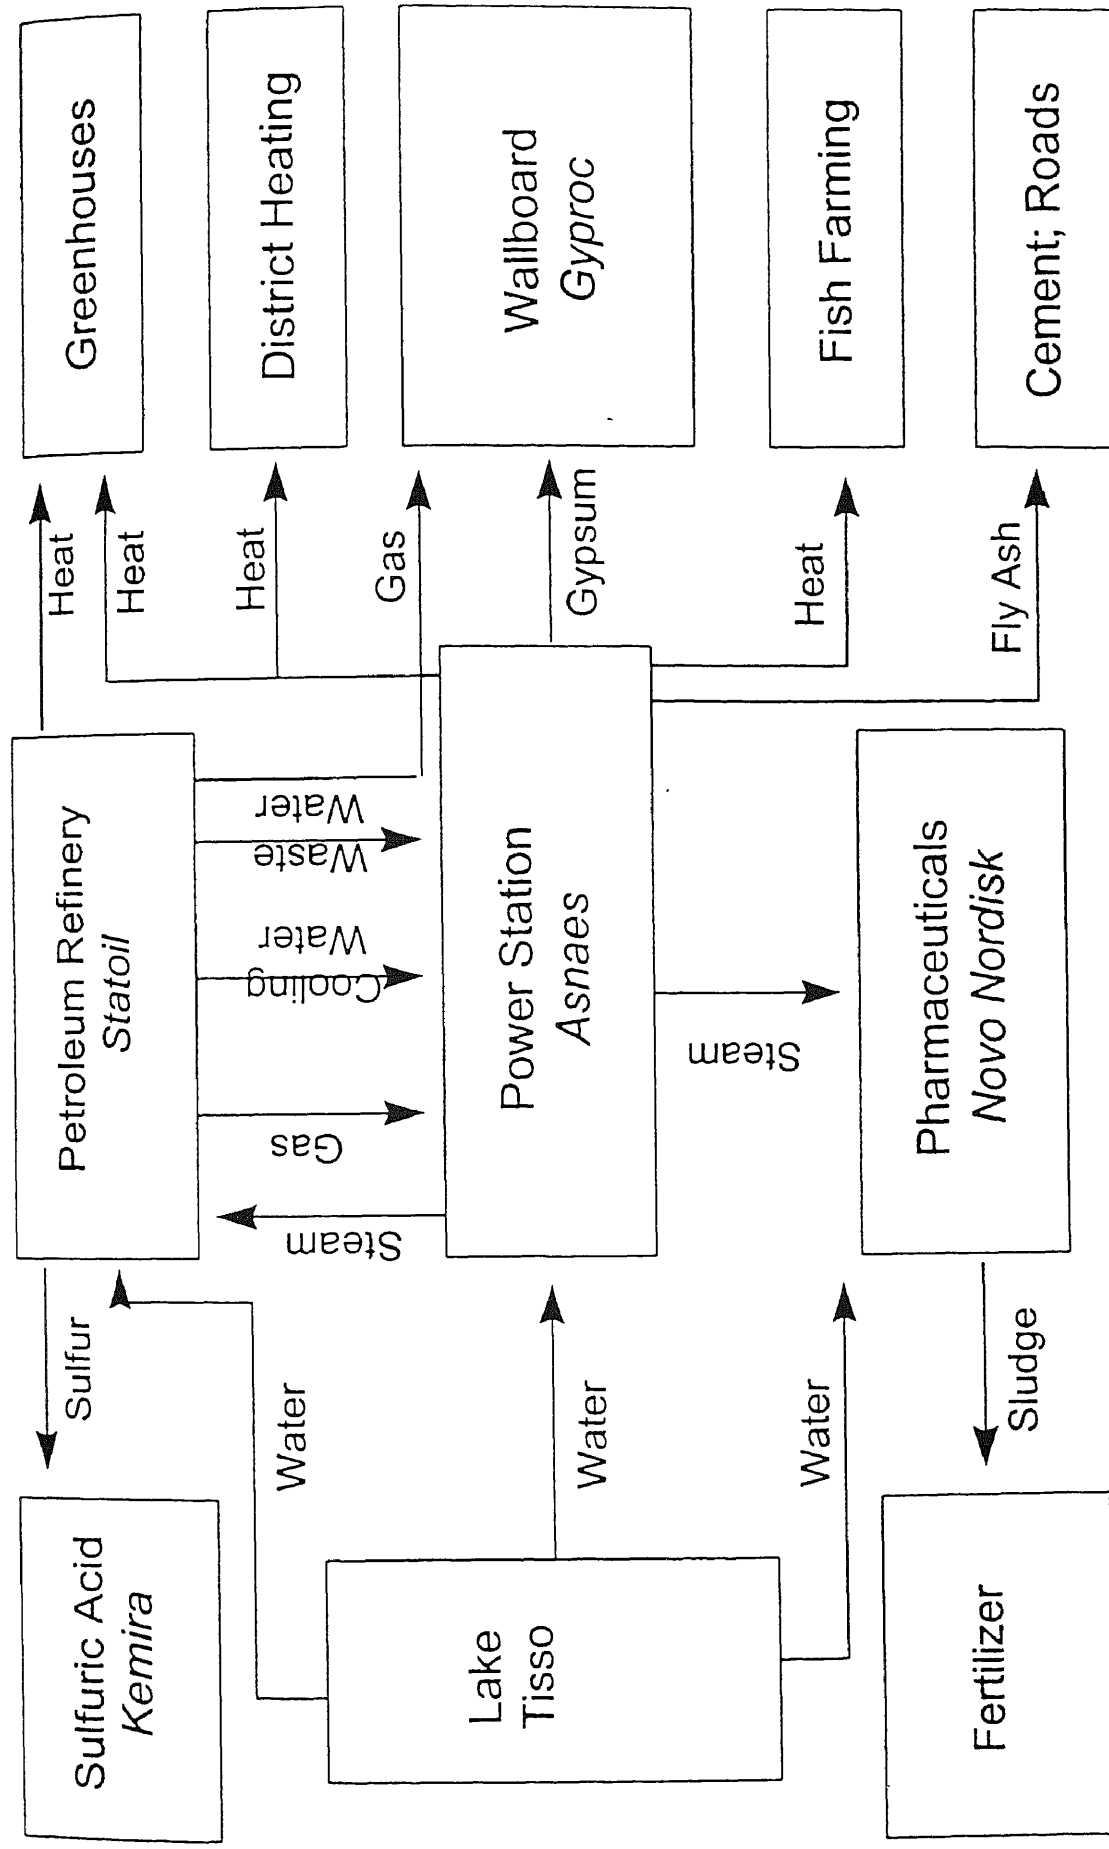 Sulfuric Acid
Kemira
Sulfur
Petroleum Refinery
Statoil
Heat
Heat
Greenhouses
Water
Steam
Gas
Cooling
Water
Waste
Water
Heat
District Heating
Gas
Lake
Tisso
Water
Power Station
Asnaes
Gypsum
Wallboard
Gyproc
Water
Steam
Heat
Fish Farming
Fertilizer
Sludge
Pharmaceuticals
Novo Nordisk
Fly Ash
Cement; Roads